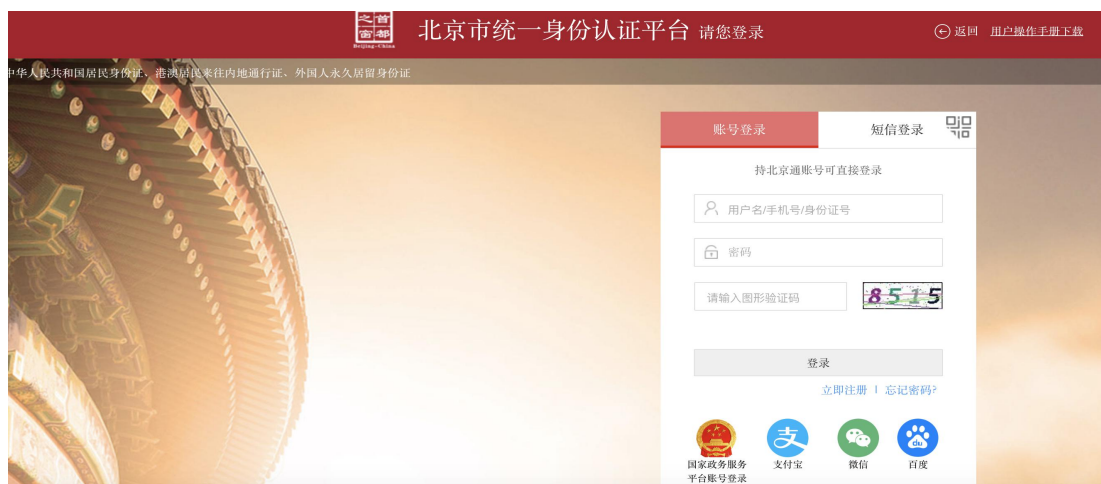 首都之窗
Beijing-China
北京市统一身份认证平台 请您登录
返回 用户操作手册下载
中华人民共和国居民身份证、港澳居民来往内地通行证、外国人永久居留身份证
账号登录
短信登录
持北京通账号可直接登录
用户名/手机号/身份证号
密码
请输入图形验证码
8515
登录
立即注册 | 忘记密码?
国家政务服务
平台账号登录
支付宝
微信
百度
du